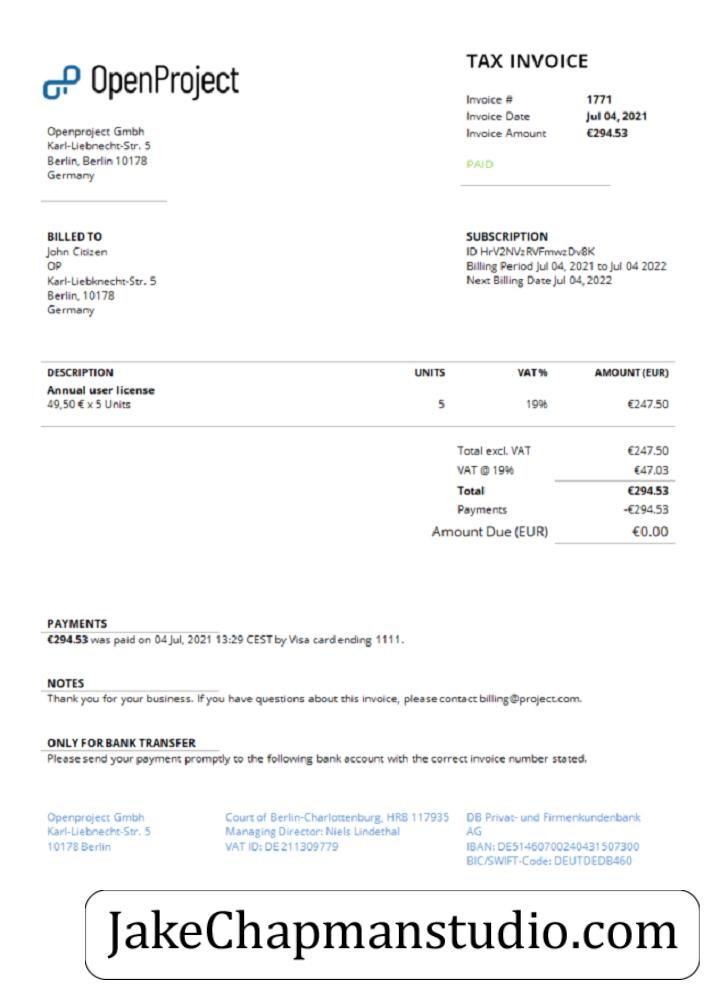 OpenProject
TAX INVOICE
Invoice # 1771
Invoice Date Jul 04, 2021
Invoice Amount €294.53
PAID
Openproject Gmbh
Karl-Liebnecht-Str. 5
Berlin, Berlin 10178
Germany
BILLED TO
John Citizen
OP
Karl-Liebknecht-Str. 5
Berlin, 10178
Germany
SUBSCRIPTION
ID HrV2NVzRVFmwzDv8K
Billing Period Jul 04, 2021 to Jul 04 2022
Next Billing Date Jul 04, 2022
DESCRIPTION UNITS VAT% AMOUNT (EUR)
Annual user license
49,50 € x 5 Units 5 19% €247.50
Total excl. VAT €247.50
VAT @ 19% €47.03
Total €294.53
Payments -€294.53
Amount Due (EUR) €0.00
PAYMENTS
€294.53 was paid on 04 Jul, 2021 13:29 CEST by Visa card ending 1111.
NOTES
Thank you for your business. If you have questions about this invoice, please contact billing@project.com.
ONLY FOR BANK TRANSFER
Please send your payment promptly to the following bank account with the correct invoice number stated.
Openproject Gmbh
Karl-Liebnecht-Str. 5
10178 Berlin
Court of Berlin-Charlottenburg, HRB 117935
Managing Director: Niels Lindethal
VAT ID: DE 211309779
DB Privat- und Firmenkundenbank
AG
IBAN: DE51460700240431507300
BIC/SWIFT-Code: DEUTDEDB460
JakeChapmanstudio.com